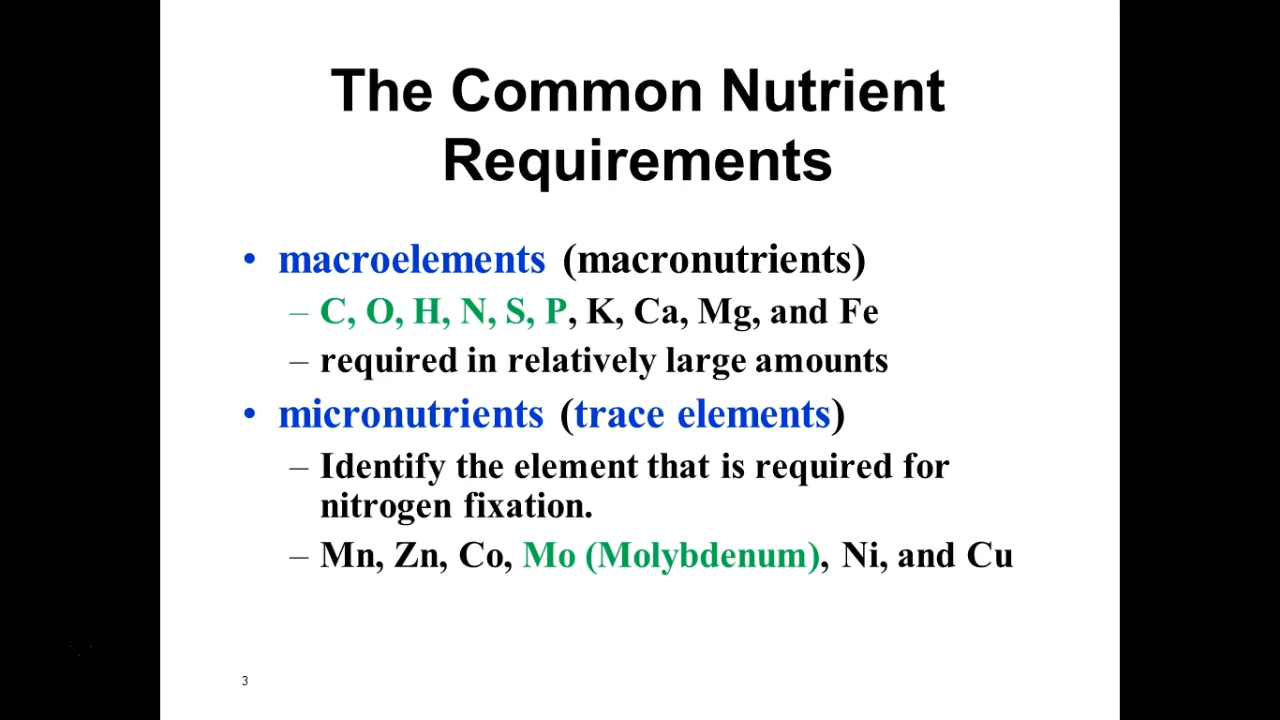 The Common Nutrient
Requirements
• macroelements (macronutrients)
– C, O, H, N, S, P, K, Ca, Mg, and Fe
– required in relatively large amounts
• micronutrients (trace elements)
– Identify the element that is required for
nitrogen fixation.
– Mn, Zn, Co, Mo (Molybdenum), Ni, and Cu
3